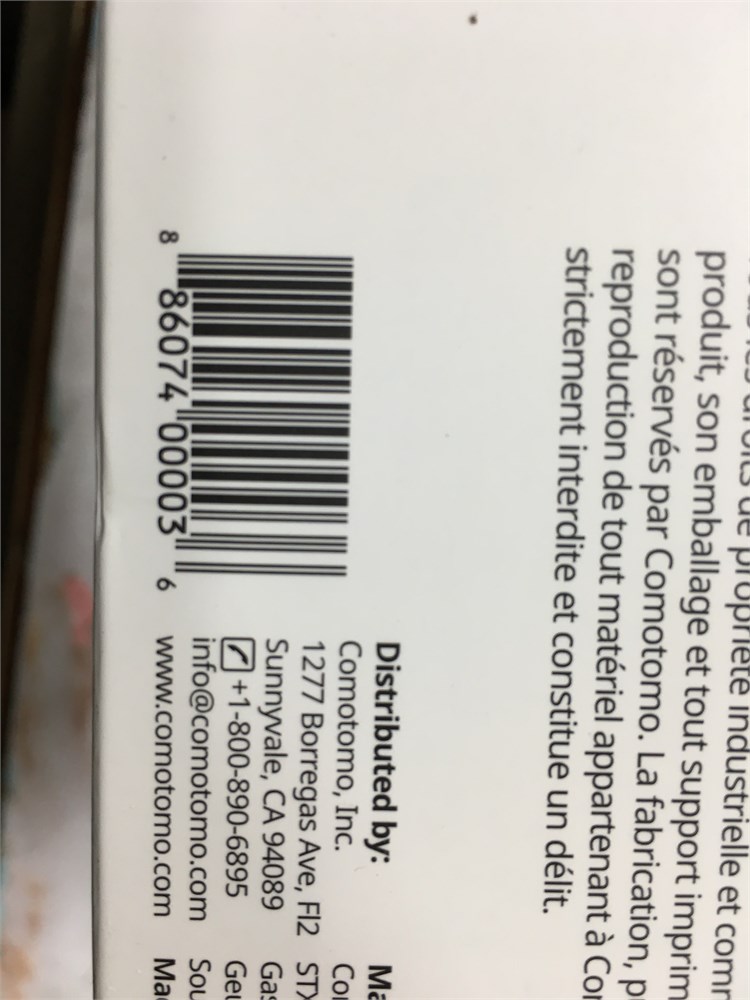 produit, son emballage et tout support
sont réservés par Comotomo. La fabrication,
reproduction de tout matériel appartenant à
strictement interdite et constitue un délit.
8 86074 00003 6
Distributed by:
Comotomo, Inc.
1277 Borregas Ave, Fl2
Sunnyvale, CA 94089
+1-800-890-6895
info@comotomo.com
www.comotomo.com